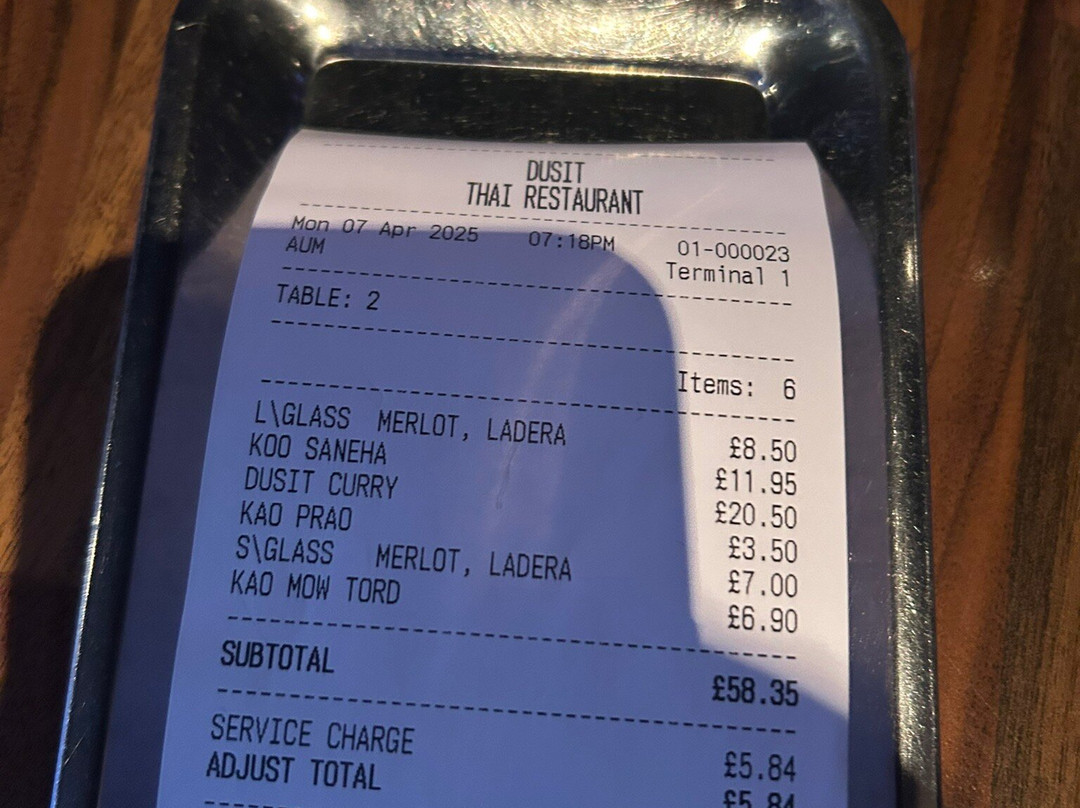 DUSIT
THAI RESTAURANT
Mon 07 Apr 2025 07:18PM 01-000023
AUM Terminal 1
TABLE: 2
Items: 6
L\GLASS MERLOT, LADERA £8.50
KOO SANEHA £11.95
DUSIT CURRY £20.50
KAO PRAO £3.50
S\GLASS MERLOT, LADERA £7.00
KAO MOW TORD £6.90
SUBTOTAL £58.35
SERVICE CHARGE £5.84
ADJUST TOTAL £5.84